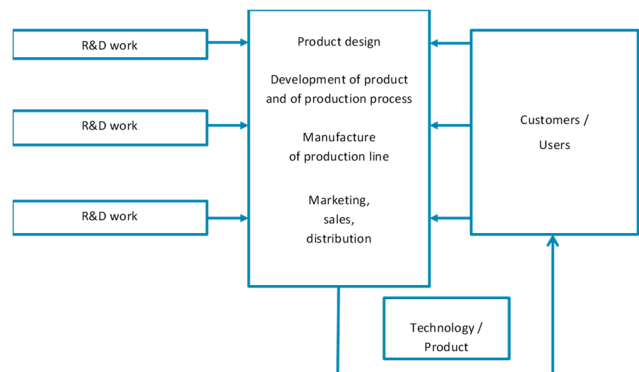 R&D work
R&D work
R&D work
Product design
Development of product
and of production process
Manufacture
of production line
Marketing,
sales,
distribution
Customers /
Users
Technology /
Product